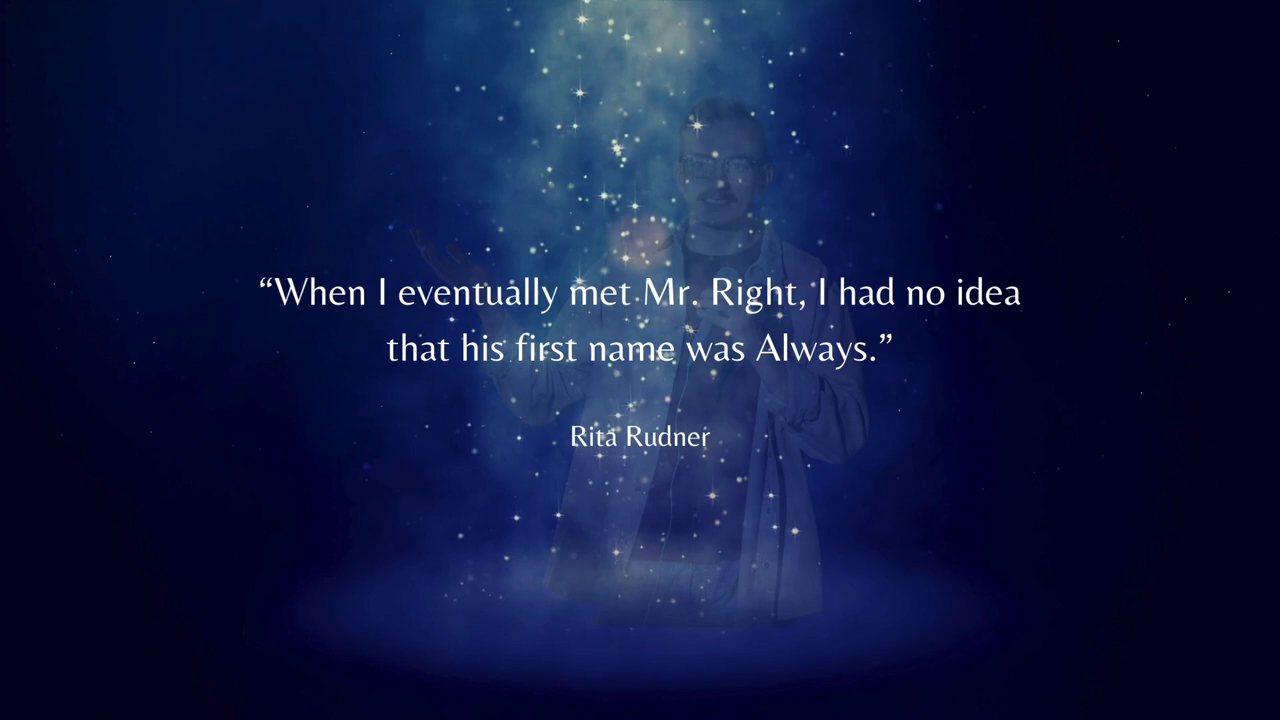 “When I eventually met Mr. Right, I had no idea
that his first name was Always.”
Rita Rudner